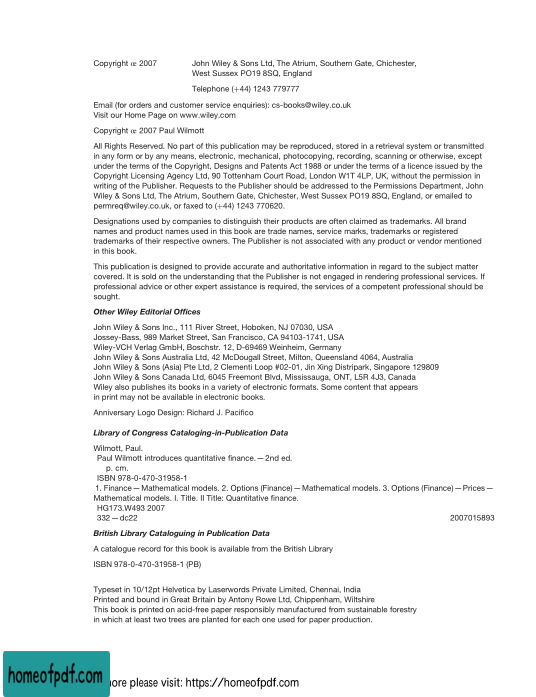 Copyright œ 2007 John Wiley & Sons Ltd, The Atrium, Southern Gate, Chichester,
West Sussex PO19 8SQ, England
Telephone (+44) 1243 779777
Email (for orders and customer service enquiries): cs-books@wiley.co.uk
Visit our Home Page on www.wiley.com
Copyright œ 2007 Paul Wilmott
All Rights Reserved. No part of this publication may be reproduced, stored in a retrieval system or transmitted
in any form or by any means, electronic, mechanical, photocopying, recording, scanning or otherwise, except
under the terms of the Copyright, Designs and Patents Act 1988 or under the terms of a licence issued by the
Copyright Licensing Agency Ltd, 90 Tottenham Court Road, London W1T 4LP, UK, without the permission in
writing of the Publisher. Requests to the Publisher should be addressed to the Permissions Department, John
Wiley & Sons Ltd, The Atrium, Southern Gate, Chichester, West Sussex PO19 8SQ, England, or emailed to
permreq@wiley.co.uk, or faxed to (+44) 1243 770620.
Designations used by companies to distinguish their products are often claimed as trademarks. All brand
names and product names used in this book are trade names, service marks, trademarks or registered
trademarks of their respective owners. The Publisher is not associated with any product or vendor mentioned
in this book.
This publication is designed to provide accurate and authoritative information in regard to the subject matter
covered. It is sold on the understanding that the Publisher is not engaged in rendering professional services. If
professional advice or other expert assistance is required, the services of a competent professional should be
sought.
Other Wiley Editorial Offices
John Wiley & Sons Inc., 111 River Street, Hoboken, NJ 07030, USA
Jossey-Bass, 989 Market Street, San Francisco, CA 94103-1741, USA
Wiley-VCH Verlag GmbH, Boschstr. 12, D-69469 Weinheim, Germany
John Wiley & Sons Australia Ltd, 42 McDougall Street, Milton, Queensland 4064, Australia
John Wiley & Sons (Asia) Pte Ltd, 2 Clementi Loop #02-01, Jin Xing Distripark, Singapore 129809
John Wiley & Sons Canada Ltd, 6045 Freemont Blvd, Mississauga, ONT, L5R 4J3, Canada
Wiley also publishes its books in a variety of electronic formats. Some content that appears
in print may not be available in electronic books.
Anniversary Logo Design: Richard J. Pacifico
Library of Congress Cataloging-in-Publication Data
Wilmott, Paul.
Paul Wilmott introduces quantitative finance.—2nd ed.
p. cm.
ISBN 978-0-470-31958-1
1. Finance—Mathematical models. 2. Options (Finance)—Mathematical models. 3. Options (Finance)—Prices—
Mathematical models. I. Title. II Title: Quantitative finance.
HG173.W493 2007
332—dc22 2007015893
British Library Cataloguing in Publication Data
A catalogue record for this book is available from the British Library
ISBN 978-0-470-31958-1 (PB)
Typeset in 10/12pt Helvetica by Laserwords Private Limited, Chennai, India
Printed and bound in Great Britain by Antony Rowe Ltd, Chippenham, Wiltshire
This book is printed on acid-free paper responsibly manufactured from sustainable forestry
in which at least two trees are planted for each one used for paper production.
homeofpdf.com
ore please visit: https://homeofpdf.com